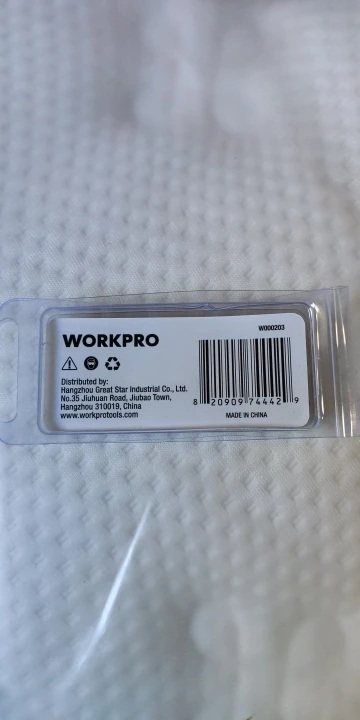 WORKPRO
W000203
Distributed by:
Hangzhou Great Star Industrial Co., Ltd.
No.35 Jiuhuan Road, Jiubao Town,
Hangzhou 310019, China
www.workprotools.com
8 20909 74442 9
MADE IN CHINA